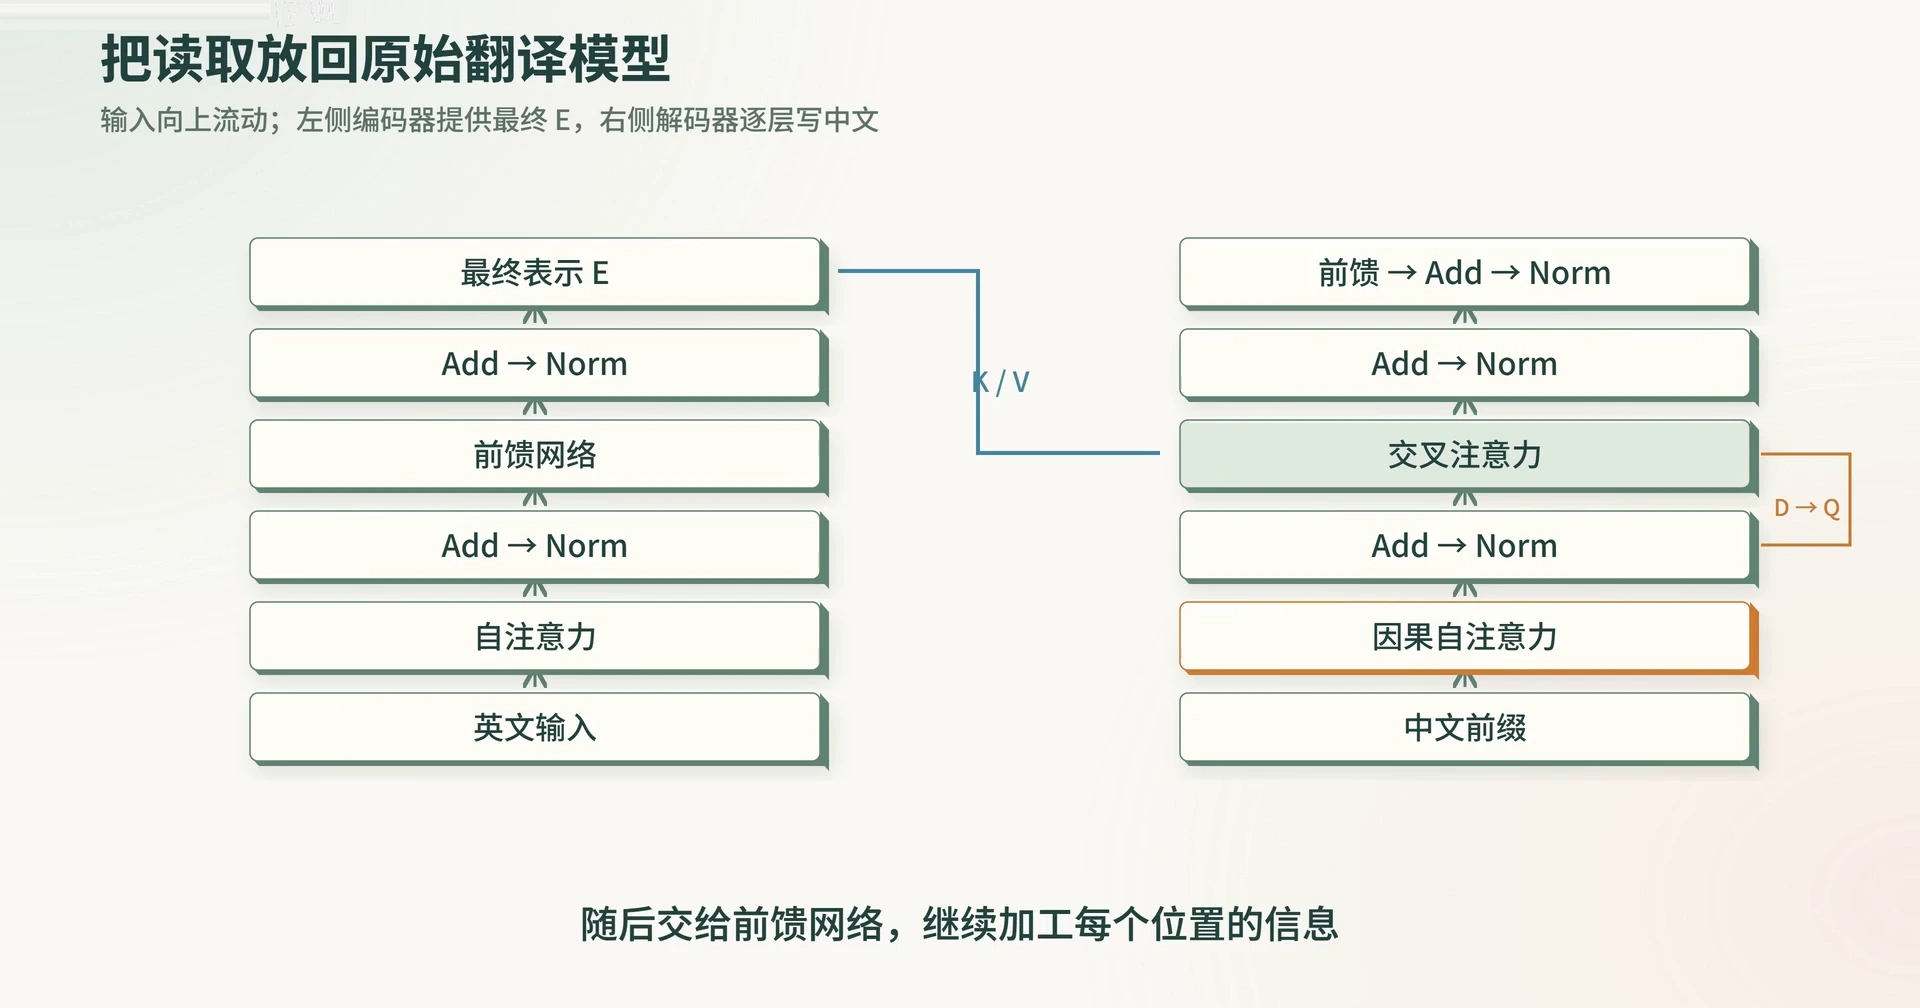 把读取放回原始翻译模型
输入向上流动；左侧编码器提供最终 E，右侧解码器逐层写中文
最终表示 E
Add → Norm
前馈网络
Add → Norm
自注意力
英文输入
K / V
前馈 → Add → Norm
Add → Norm
交叉注意力
Add → Norm
因果自注意力
中文前缀
D → Q
随后交给前馈网络，继续加工每个位置的信息